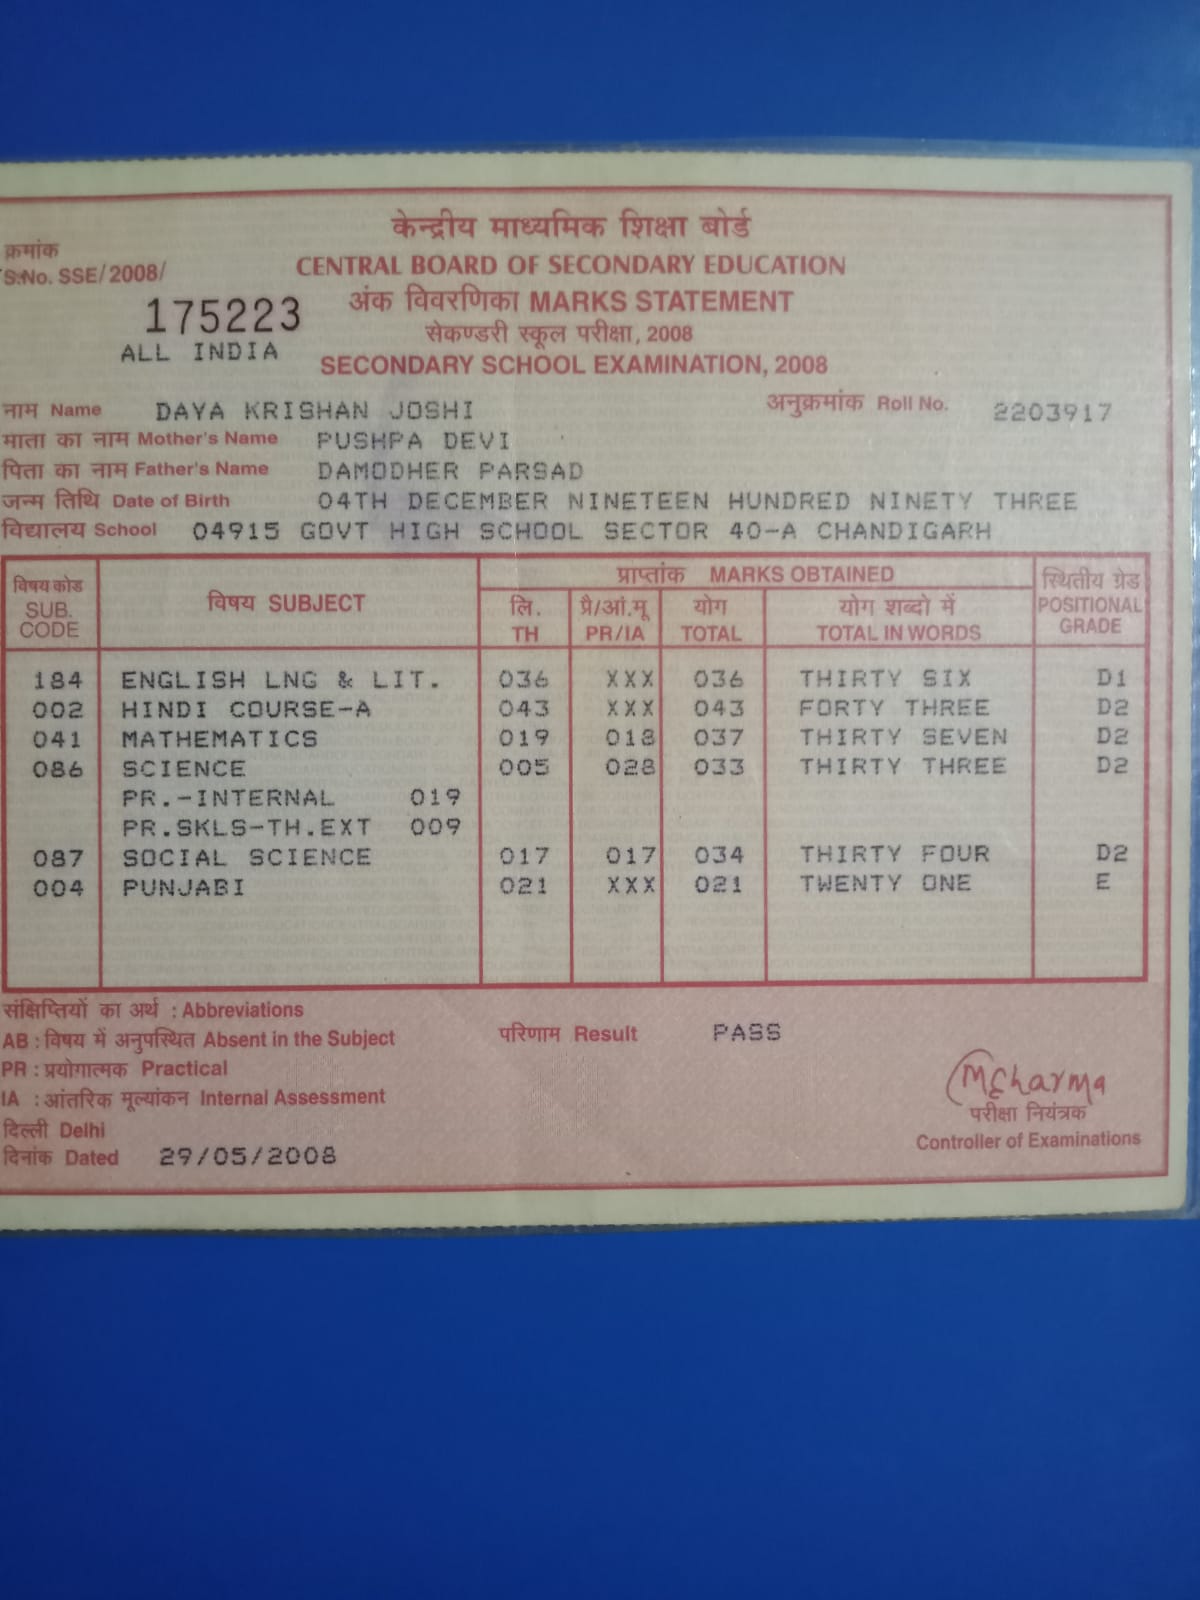 केन्द्रीय माध्यमिक शिक्षा बोर्ड
क्रमांक
S.No. SSE/2008/
CENTRAL BOARD OF SECONDARY EDUCATION
175223
अंक विवरणिका MARKS STATEMENT
ALL INDIA
सेकण्डरी स्कूल परीक्षा, 2008
SECONDARY SCHOOL EXAMINATION, 2008
नाम Name DAYA KRISHAN JOSHI अनुक्रमांक Roll No. 2203917
माता का नाम Mother's Name PUSHPA DEVI
पिता का नाम Father's Name DAMODHER PARSAD
जन्म तिथि Date of Birth 04TH DECEMBER NINETEEN HUNDRED NINETY THREE
विद्यालय School 04915 GOVT HIGH SCHOOL SECTOR 40-A CHANDIGARH
विषय कोड SUB. CODE
विषय SUBJECT
प्राप्तांक MARKS OBTAINED
लि. TH
प्रै/आं.मू PR/IA
योग TOTAL
योग शब्दो में TOTAL IN WORDS
स्थितीय ग्रेड POSITIONAL GRADE
184 ENGLISH LNG & LIT. 036 XXX 036 THIRTY SIX D1
002 HINDI COURSE-A 043 XXX 043 FORTY THREE D2
041 MATHEMATICS 019 018 037 THIRTY SEVEN D2
086 SCIENCE 005 028 033 THIRTY THREE D2
PR.-INTERNAL 019
PR.SKLS-TH.EXT 009
087 SOCIAL SCIENCE 017 017 034 THIRTY FOUR D2
004 PUNJABI 021 XXX 021 TWENTY ONE E
संक्षिप्तियों का अर्थ : Abbreviations
AB : विषय में अनुपस्थित Absent in the Subject
परिणाम Result PASS
PR : प्रयोगात्मक Practical
IA : आंतरिक मूल्यांकन Internal Assessment
MSharma
परीक्षा नियंत्रक
Controller of Examinations
दिल्ली Delhi
दिनांक Dated 29/05/2008